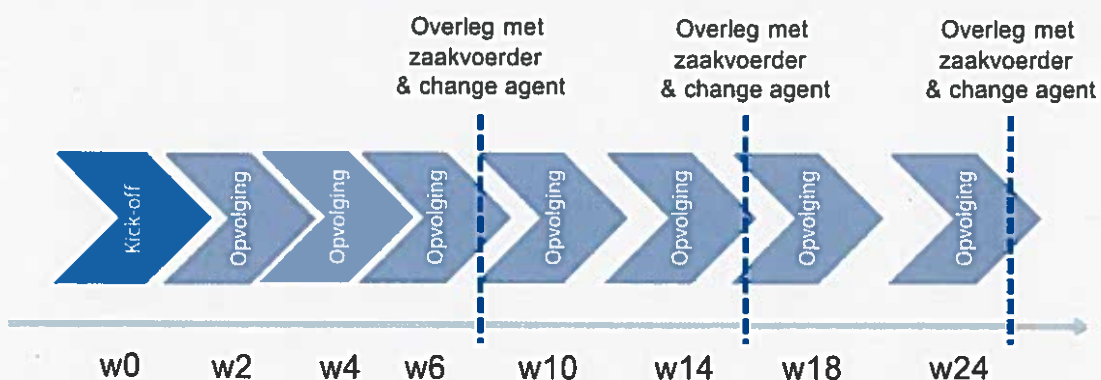 Overleg met
zaakvoerder
& change agent
Overleg met
zaakvoerder
& change agent
Overleg met
zaakvoerder
& change agent
Kick-off
Opvolging
Opvolging
Opvolging
Opvolging
Opvolging
Opvolging
Opvolging
w0
w2
w4
w6
w10
w14
w18
w24